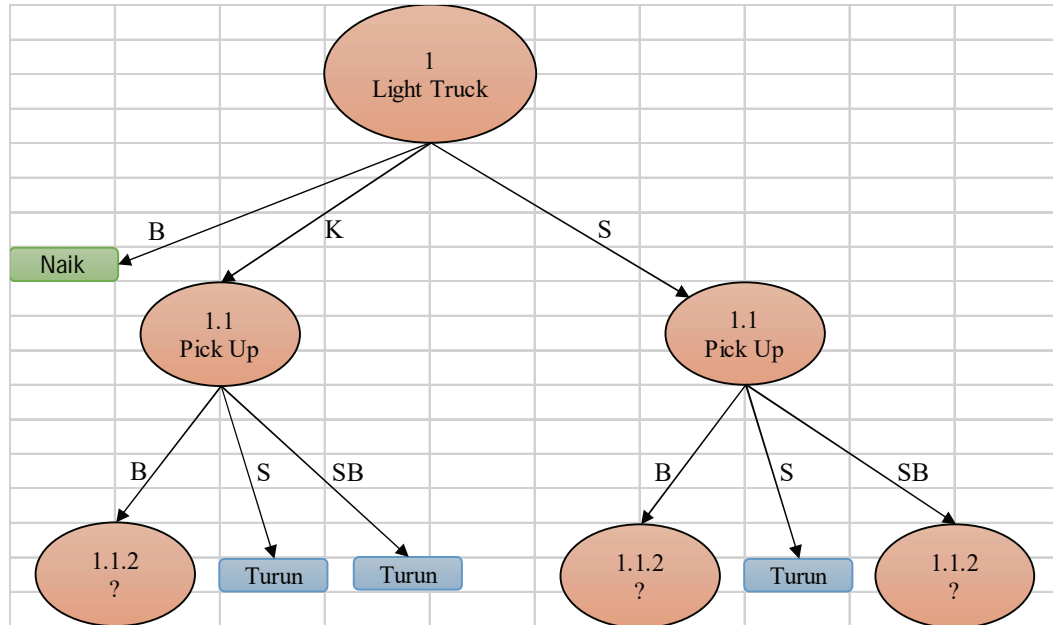 1
Light Truck
B
K
S
Naik
1.1
Pick Up
1.1
Pick Up
B
S
SB
B
S
SB
1.1.2
?
Turun
Turun
1.1.2
?
Turun
1.1.2
?